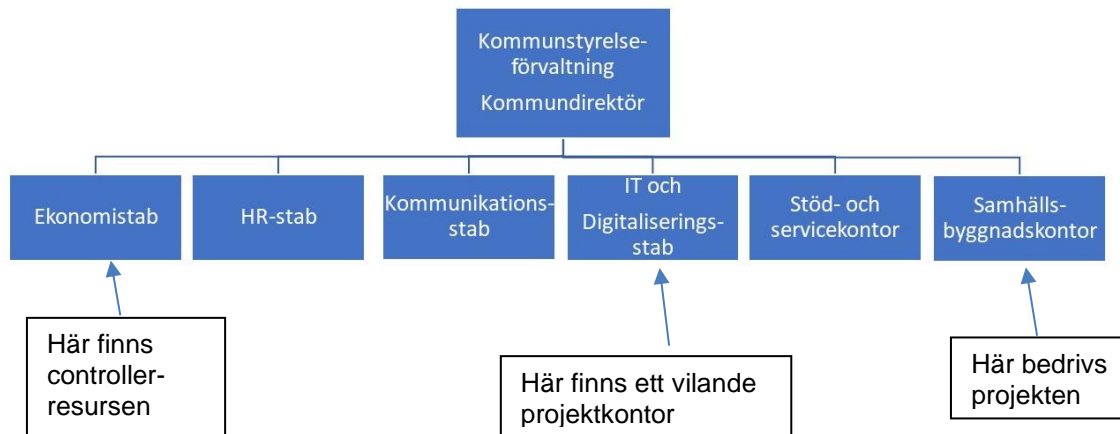 Kommunstyrelse-
förvaltning
Kommundirektör
Ekonomistab
HR-stab
Kommunikations-
stab
IT och
Digitaliserings-
stab
Stöd- och
servicekontor
Samhälls-
byggnadskontor
Här finns
controller-
resursen
Här finns ett vilande
projektkontor
Här bedrivs
projekten